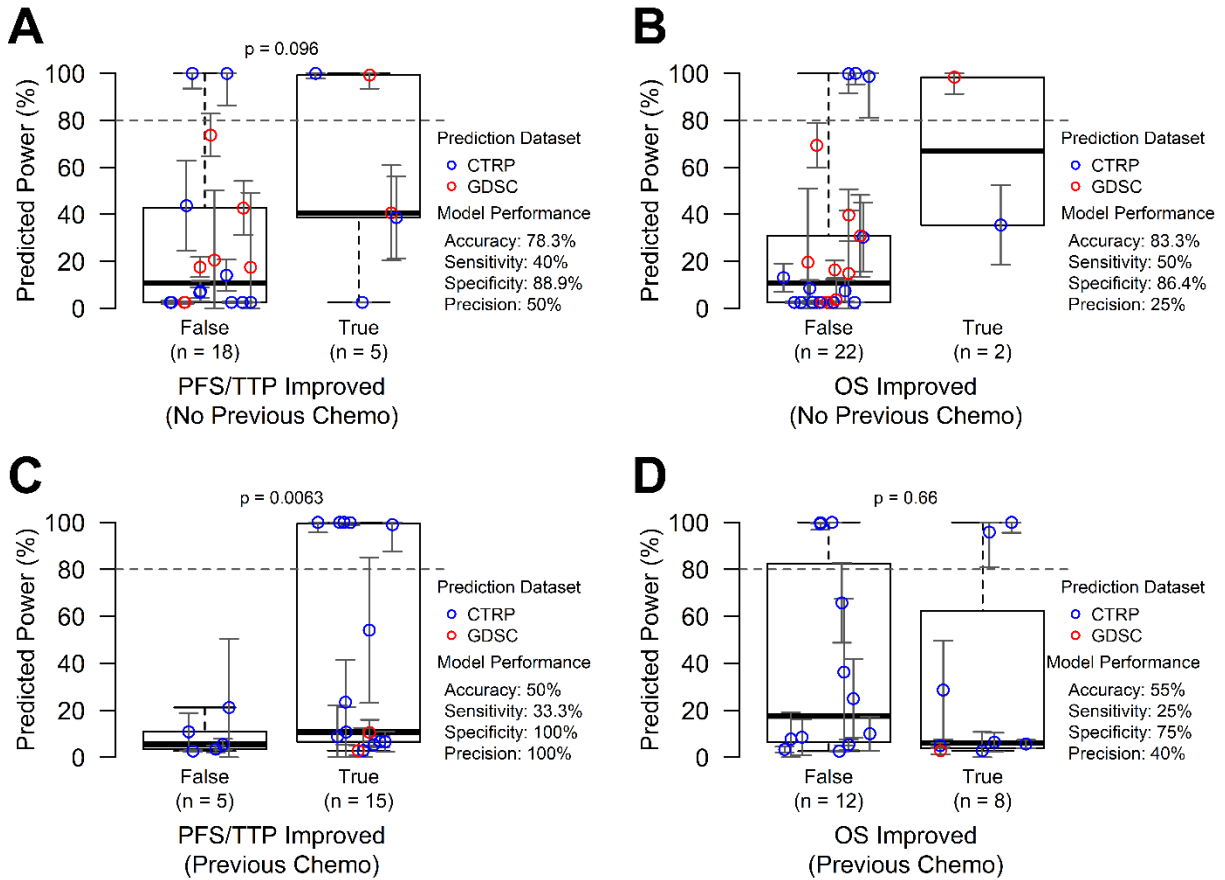 A
p = 0.096
Predicted Power (%)
100
80
60
40
20
0
Prediction Dataset
CTRP
GDSC
Model Performance
Accuracy: 78.3%
Sensitivity: 40%
Specificity: 88.9%
Precision: 50%
False
(n = 18)
True
(n = 5)
PFS/TTP Improved
(No Previous Chemo)
B
Predicted Power (%)
100
80
60
40
20
0
Prediction Dataset
CTRP
GDSC
Model Performance
Accuracy: 83.3%
Sensitivity: 50%
Specificity: 86.4%
Precision: 25%
False
(n = 22)
True
(n = 2)
OS Improved
(No Previous Chemo)
C
p = 0.0063
Predicted Power (%)
100
80
60
40
20
0
Prediction Dataset
CTRP
GDSC
Model Performance
Accuracy: 50%
Sensitivity: 33.3%
Specificity: 100%
Precision: 100%
False
(n = 5)
True
(n = 15)
PFS/TTP Improved
(Previous Chemo)
D
p = 0.66
Predicted Power (%)
100
80
60
40
20
0
Prediction Dataset
CTRP
GDSC
Model Performance
Accuracy: 55%
Sensitivity: 25%
Specificity: 75%
Precision: 40%
False
(n = 12)
True
(n = 8)
OS Improved
(Previous Chemo)